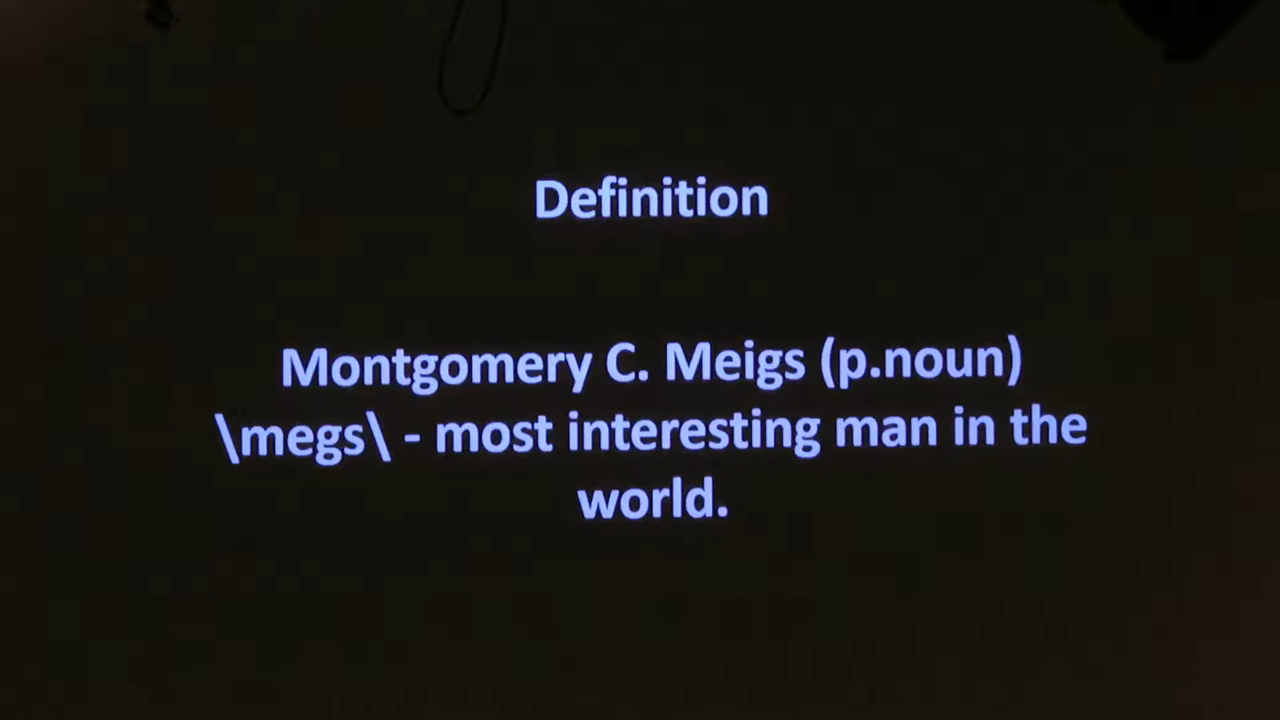 Definition
Montgomery C. Meigs (p.noun)
\megs\ - most interesting man in the
world.